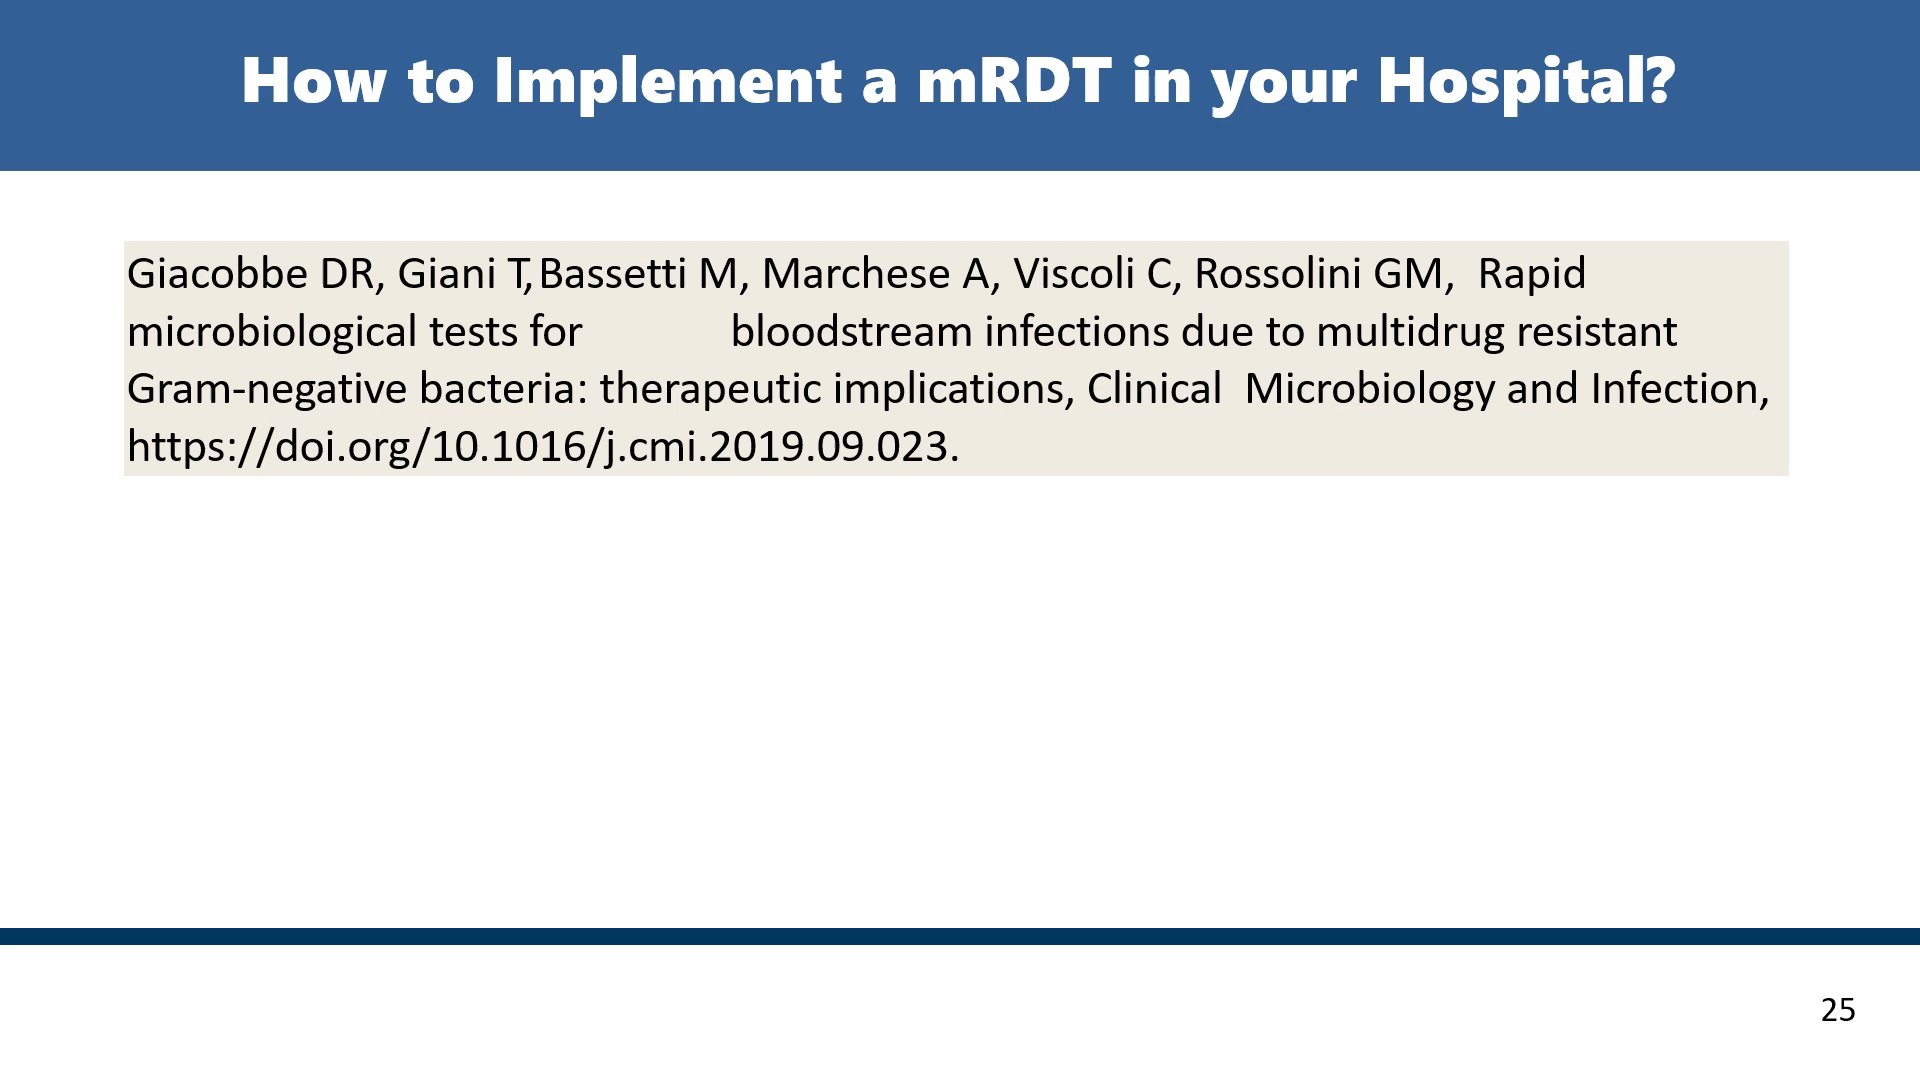 How to Implement a mRDT in your Hospital?
Giacobbe DR, Giani T, Bassetti M, Marchese A, Viscoli C, Rossolini GM, Rapid
microbiological tests for bloodstream infections due to multidrug resistant
Gram-negative bacteria: therapeutic implications, Clinical Microbiology and Infection,
https://doi.org/10.1016/j.cmi.2019.09.023.
25